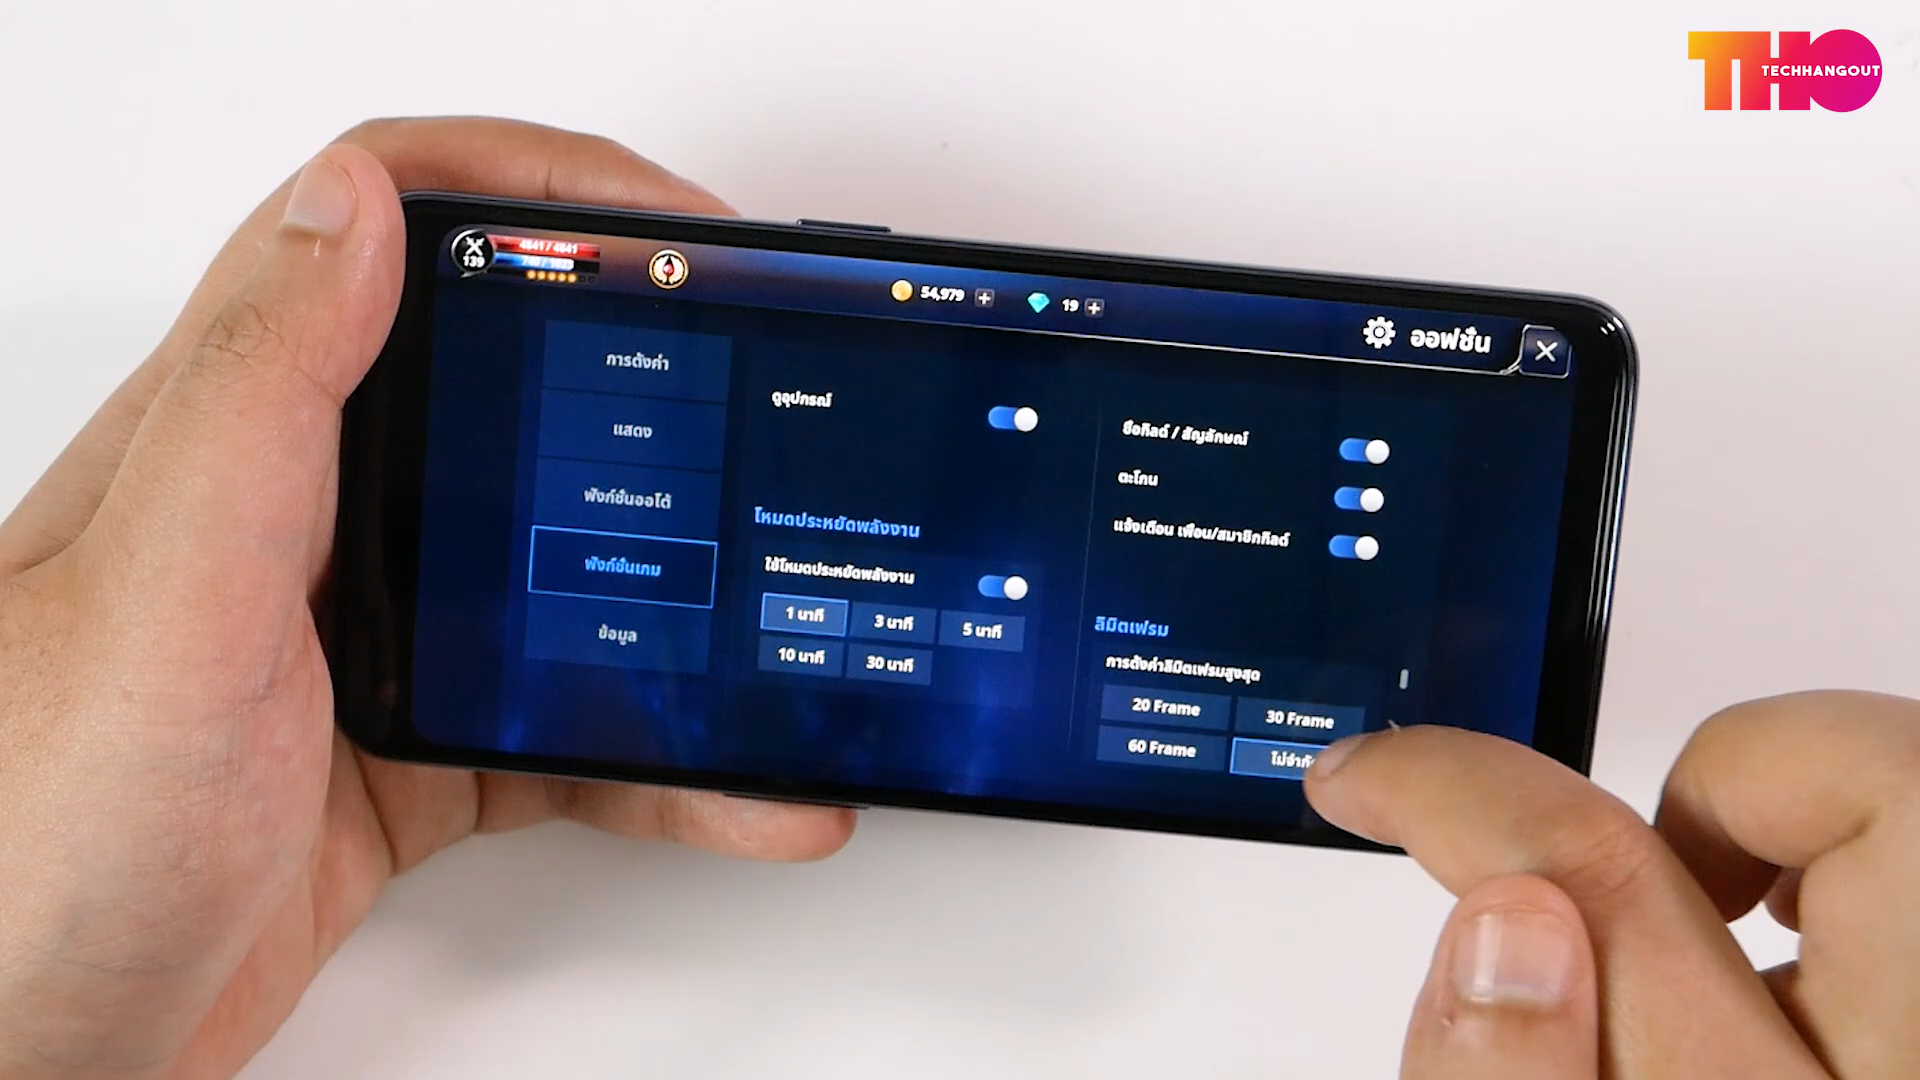 THO
TECHHANGOUT
4841 / 4841
139
54,979
19
ออฟชั่น
การตั้งค่า
แสดง
ฟังก์ชั่นออโต้
ฟังก์ชั่นเกม
ข้อมูล
ดูอุปกรณ์
โหมดประหยัดพลังงาน
ใช้โหมดประหยัดพลังงาน
1 นาที
3 นาที
5 นาที
10 นาที
30 นาที
ชื่อกิลด์ / สัญลักษณ์
ตะโกน
แจ้งเตือน เพื่อน/สมาชิกกิลด์
ลิมิตเฟรม
การตั้งค่าลิมิตเฟรมสูงสุด
20 Frame
30 Frame
60 Frame